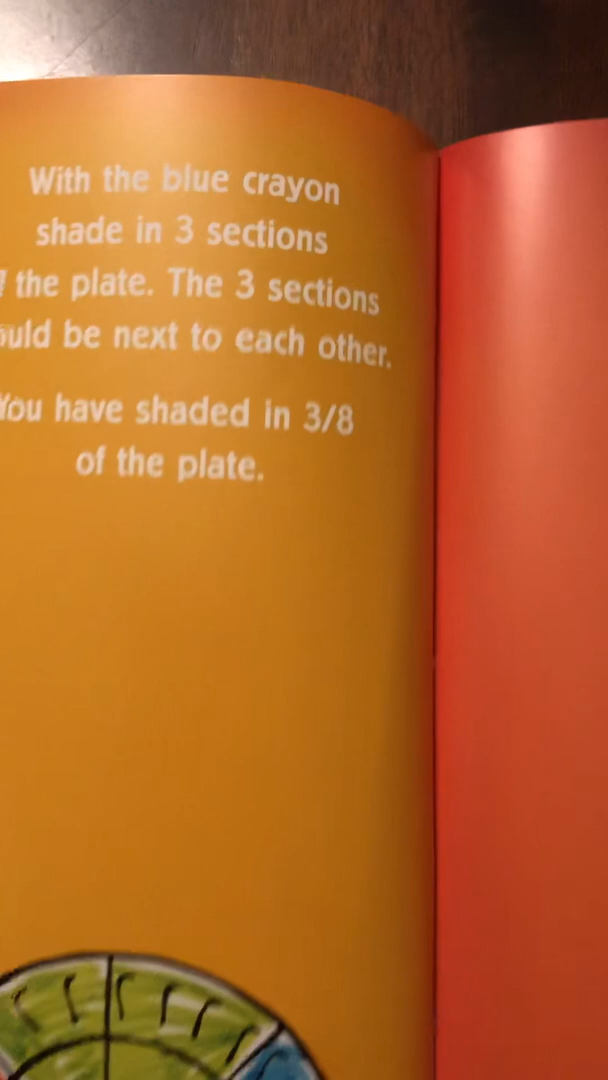 With the blue crayon
shade in 3 sections
the plate. The 3 sections
be next to each other.
You have shaded in 3/8
of the plate.